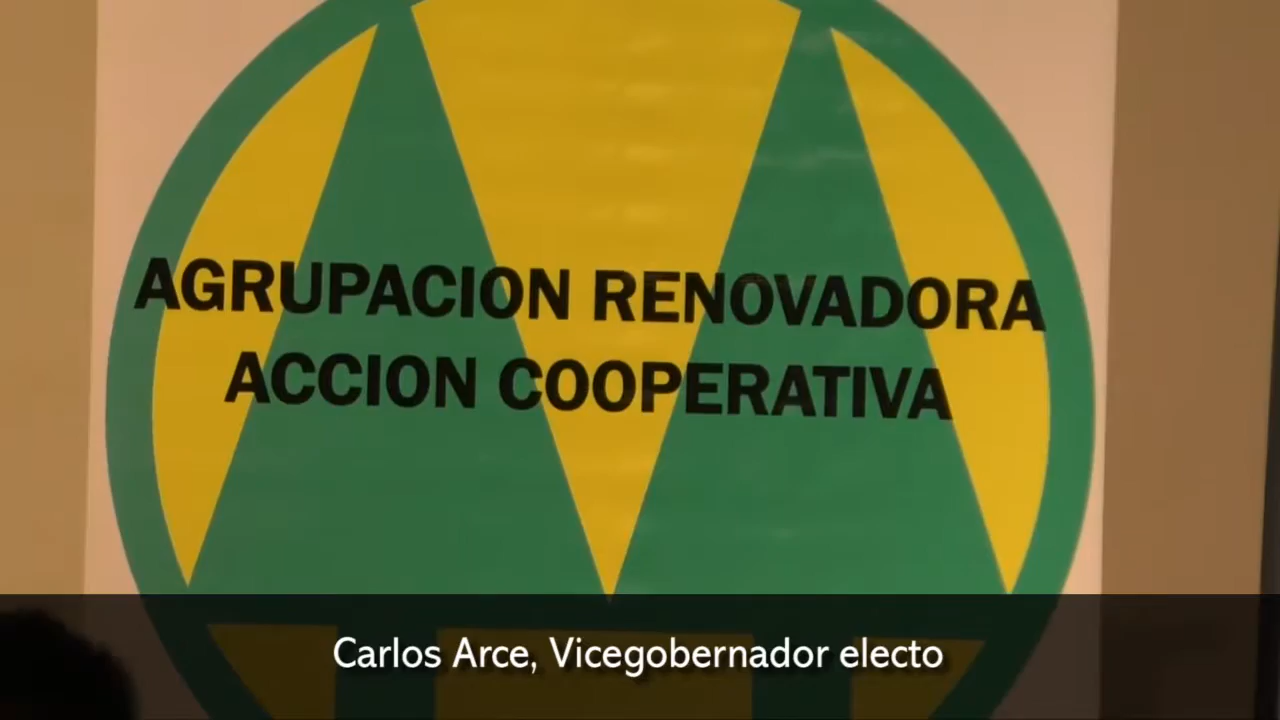 AGRUPACION RENOVADORA
ACCION COOPERATIVA
Carlos Arce, Vicegobernador electo